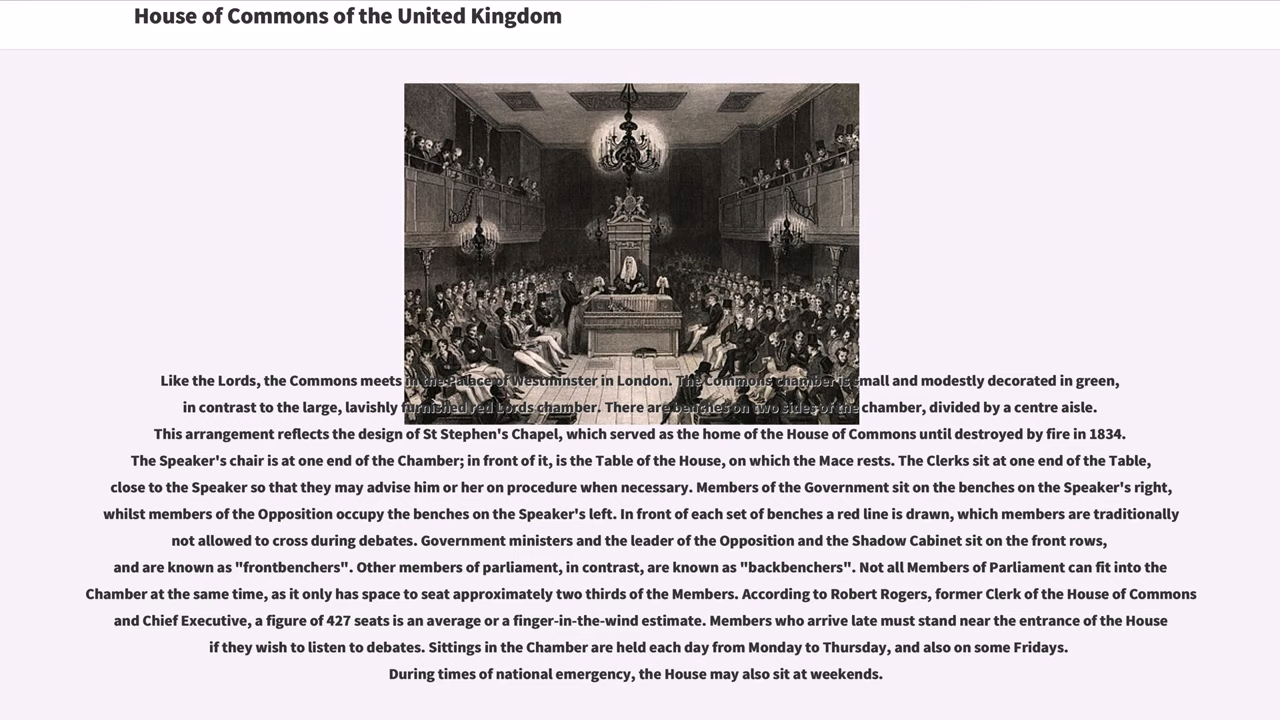 House of Commons of the United Kingdom
Like the Lords, the Commons meets in the Palace of Westminster in London. The Commons chamber is small and modestly decorated in green,
in contrast to the large, lavishly furnished red Lords chamber. There are benches on two sides of the chamber, divided by a centre aisle.
This arrangement reflects the design of St Stephen's Chapel, which served as the home of the House of Commons until destroyed by fire in 1834.
The Speaker's chair is at one end of the Chamber; in front of it, is the Table of the House, on which the Mace rests. The Clerks sit at one end of the Table,
close to the Speaker so that they may advise him or her on procedure when necessary. Members of the Government sit on the benches on the Speaker's right,
whilst members of the Opposition occupy the benches on the Speaker's left. In front of each set of benches a red line is drawn, which members are traditionally
not allowed to cross during debates. Government ministers and the leader of the Opposition and the Shadow Cabinet sit on the front rows,
and are known as "frontbenchers". Other members of parliament, in contrast, are known as "backbenchers". Not all Members of Parliament can fit into the
Chamber at the same time, as it only has space to seat approximately two thirds of the Members. According to Robert Rogers, former Clerk of the House of Commons
and Chief Executive, a figure of 427 seats is an average or a finger-in-the-wind estimate. Members who arrive late must stand near the entrance of the House
if they wish to listen to debates. Sittings in the Chamber are held each day from Monday to Thursday, and also on some Fridays.
During times of national emergency, the House may also sit at weekends.